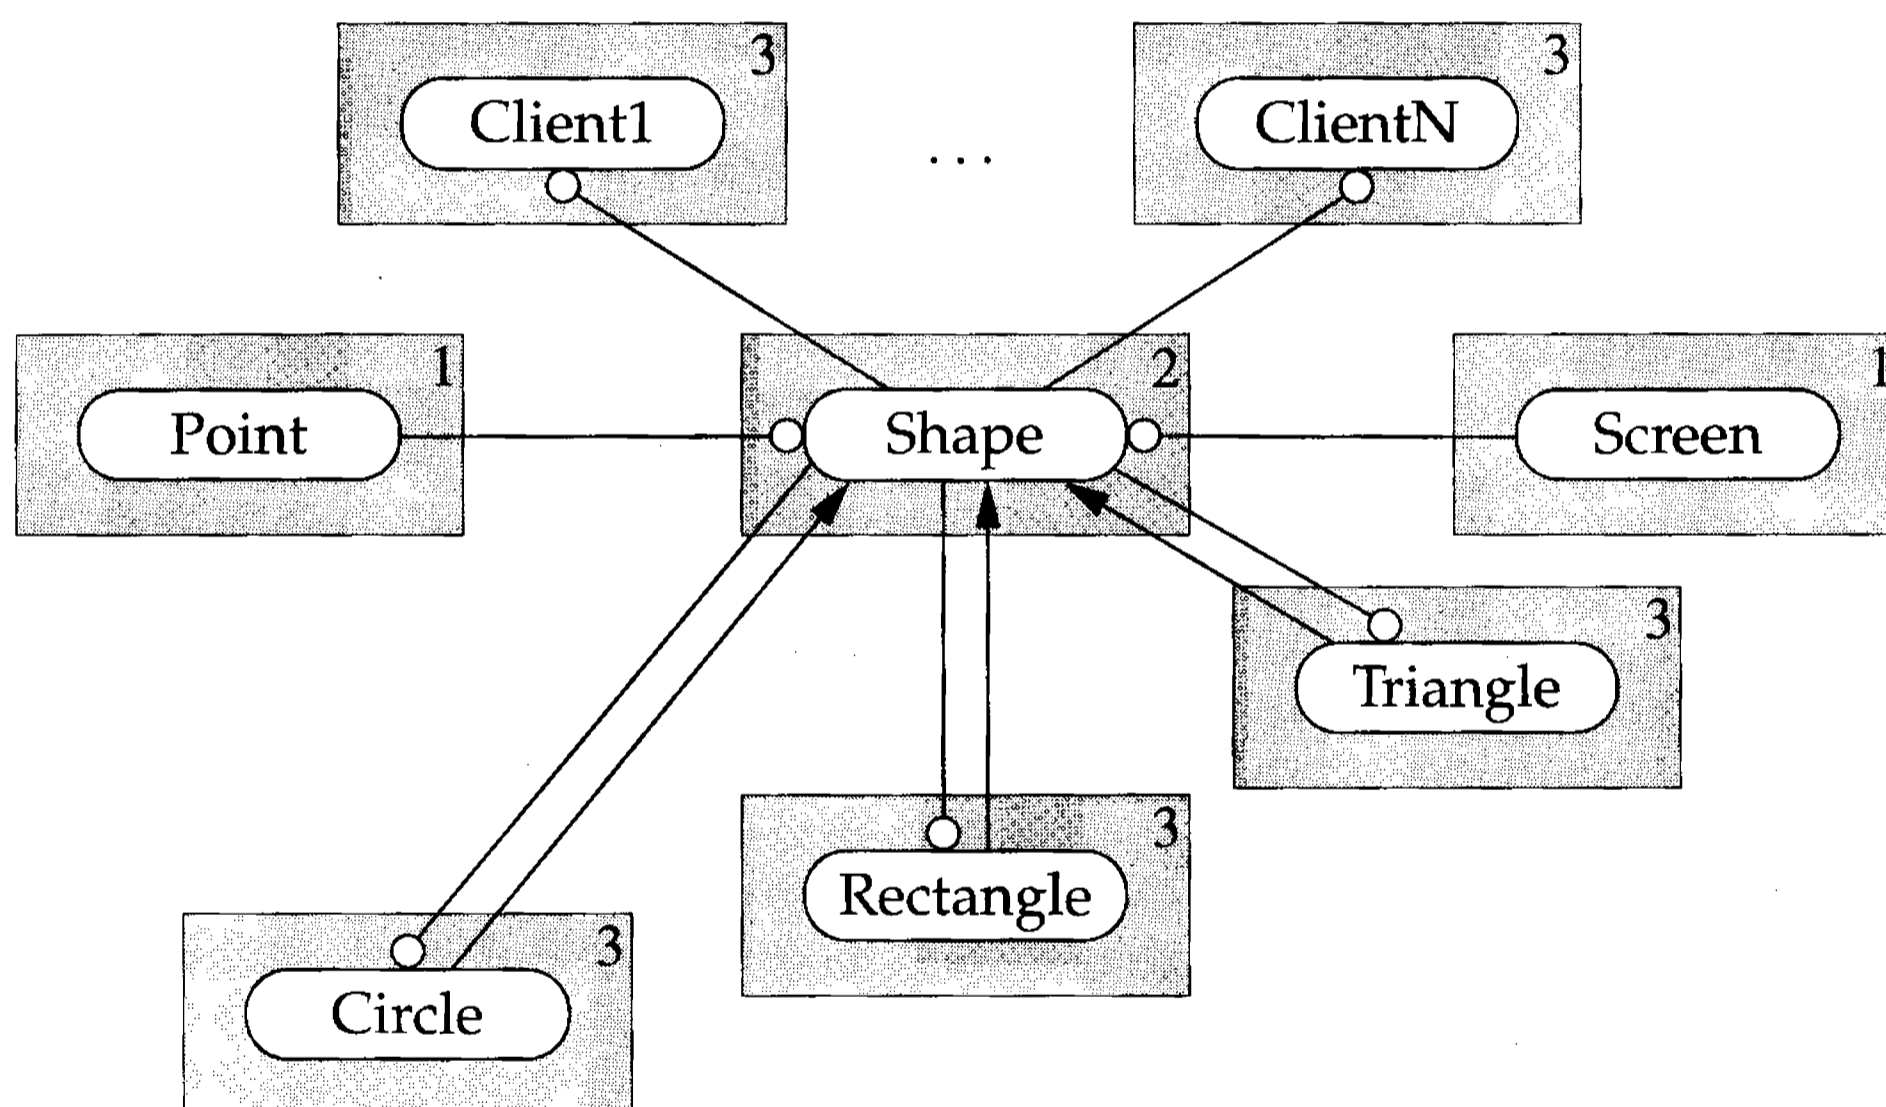 3
Client1
...
3
ClientN
1
Point
2
Shape
1
Screen
3
Triangle
3
Rectangle
3
Circle